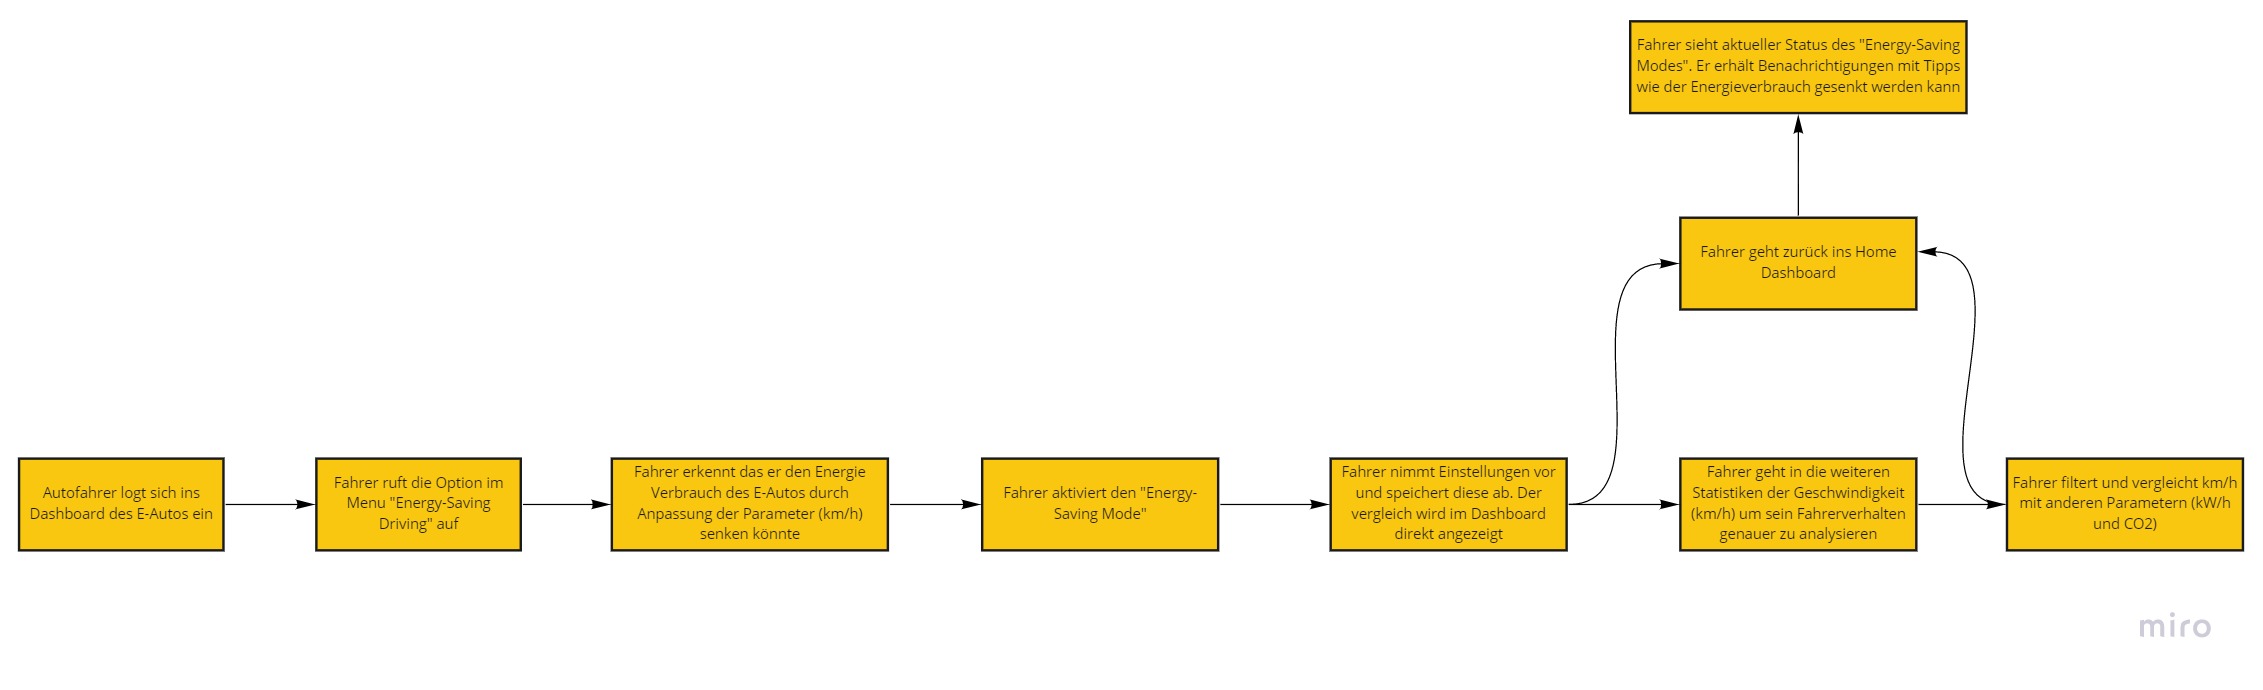 Fahrer sieht aktueller Status des "Energy-Saving
Modes". Er erhält Benachrichtigungen mit Tipps
wie der Energieverbrauch gesenkt werden kann
Fahrer geht zurück ins Home
Dashboard
Autofahrer logt sich ins
Dashboard des E-Autos ein
Fahrer ruft die Option im
Menu "Energy-Saving
Driving" auf
Fahrer erkennt das er den Energie
Verbrauch des E-Autos durch
Anpassung der Parameter (km/h)
senken könnte
Fahrer aktiviert den "Energy-
Saving Mode"
Fahrer nimmt Einstellungen vor
und speichert diese ab. Der
vergleich wird im Dashboard
direkt angezeigt
Fahrer geht in die weiteren
Statistiken der Geschwindigkeit
(km/h) um sein Fahrerverhalten
genauer zu analysieren
Fahrer filtert und vergleicht km/h
mit anderen Parametern (kW/h
und CO2)
miro